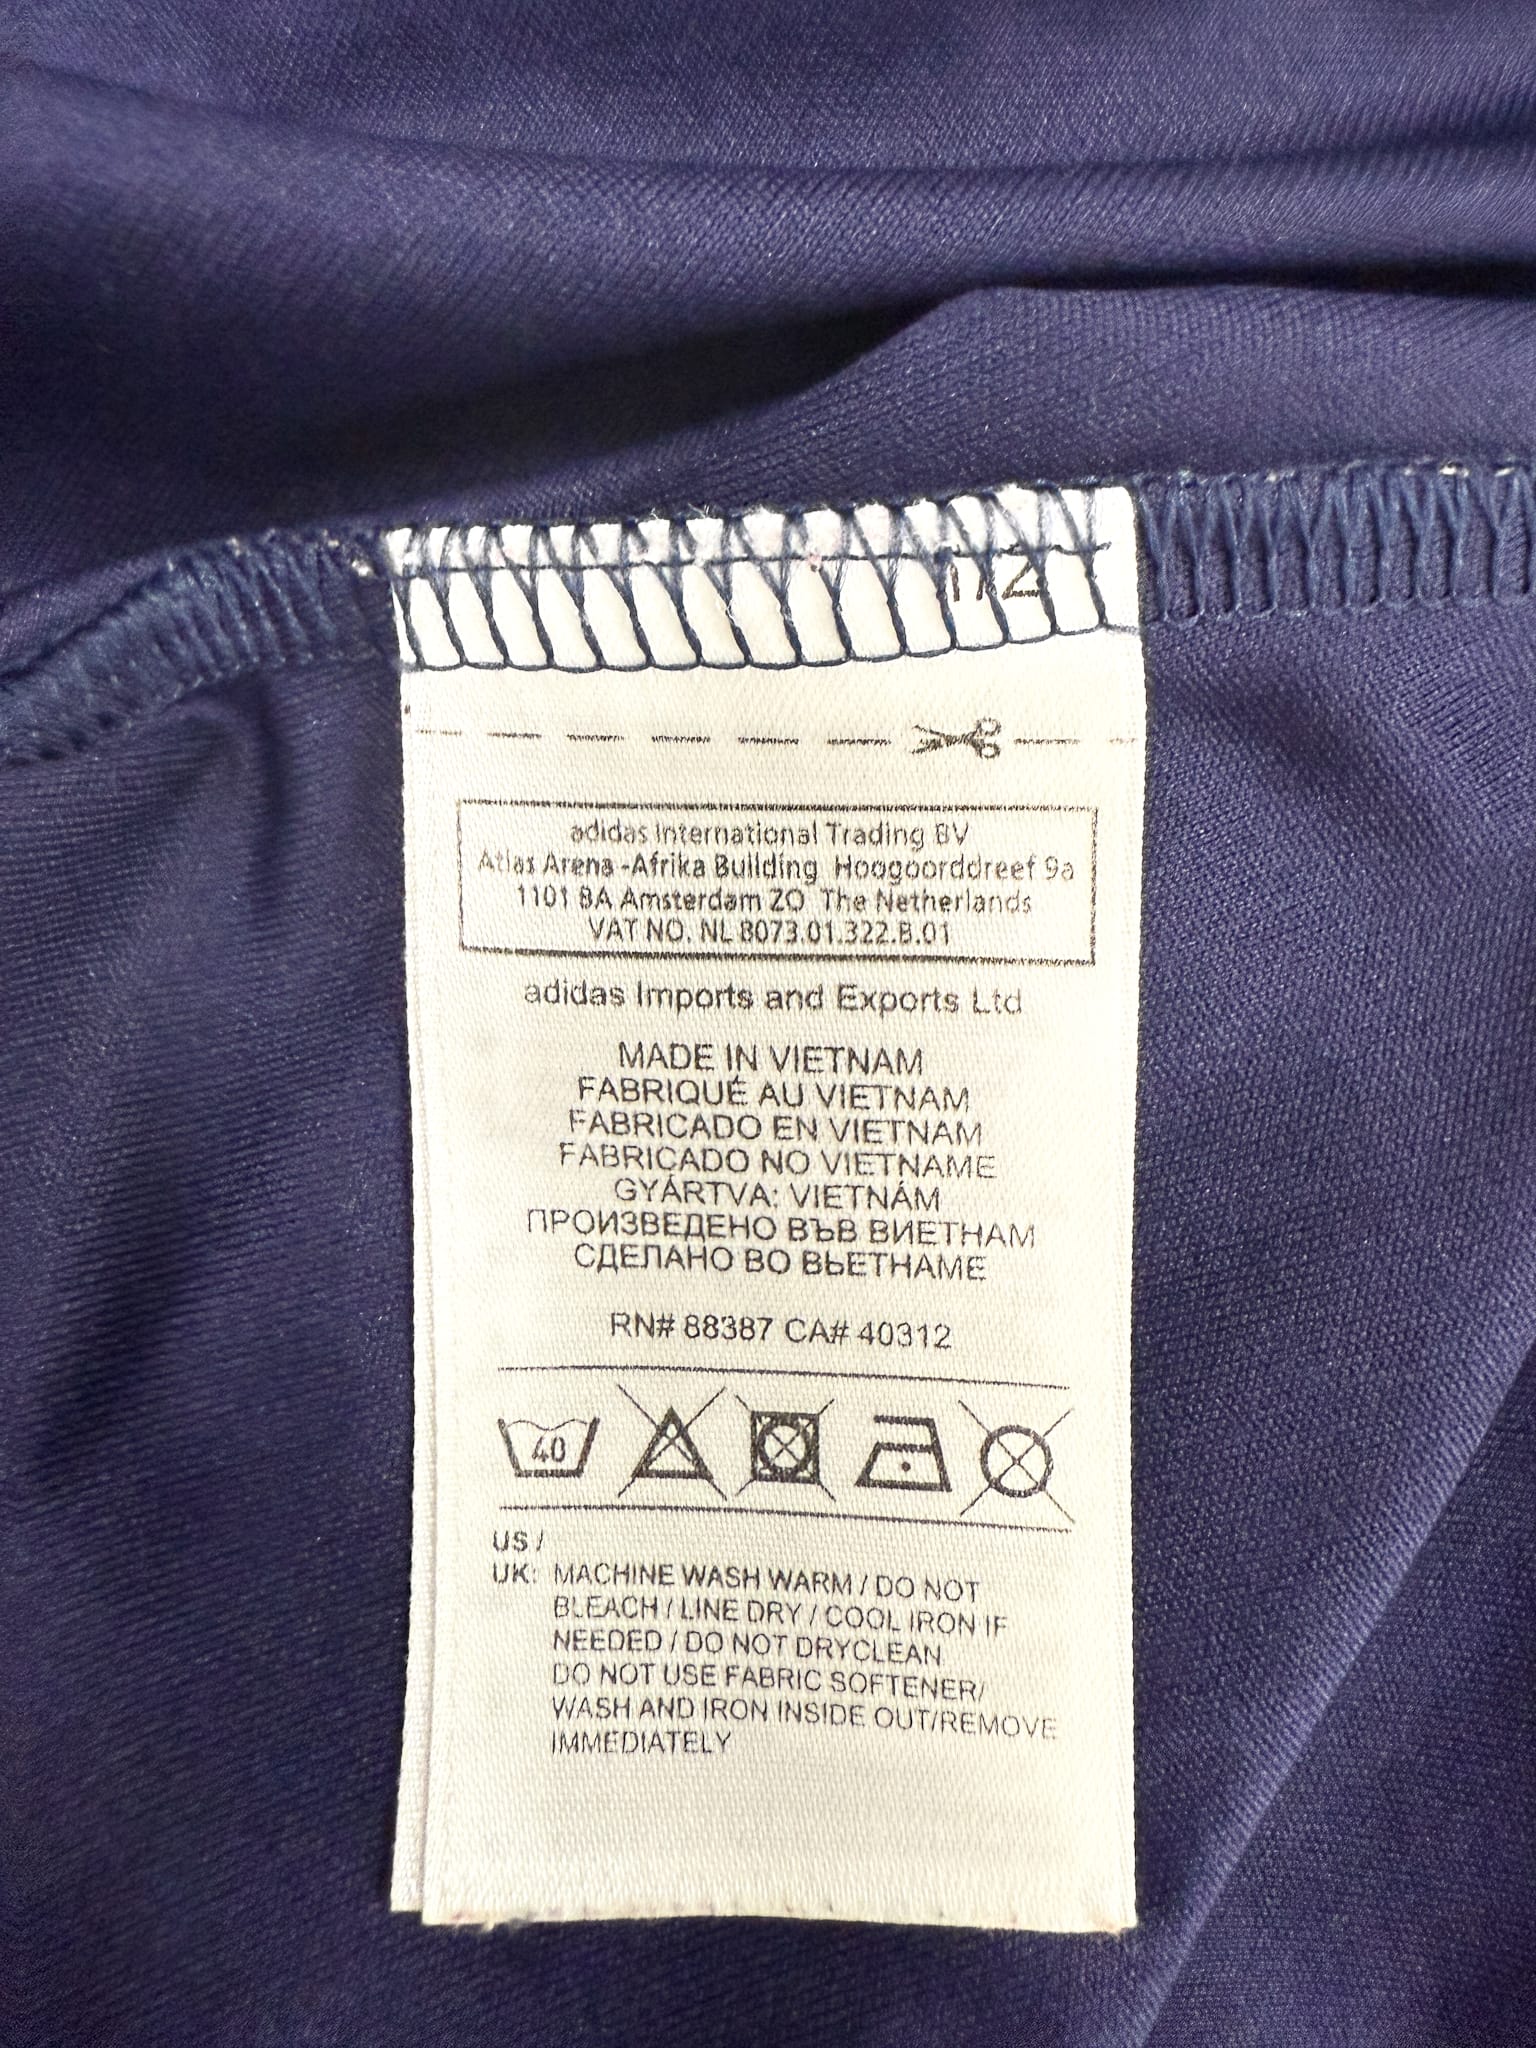 adidas International Trading BV
Atlas Arena -Afrika Building Hoogoorddreef 9a
1101 BA Amsterdam ZO The Netherlands
VAT NO. NL 8073.01.322.B.01
adidas Imports and Exports Ltd
MADE IN VIETNAM
FABRIQUÉ AU VIETNAM
FABRICADO EN VIETNAM
FABRICADO NO VIETNAME
GYÁRTVA: VIETNÁM
ПРОИЗВЕДЕНО ВЪВ ВИЕТНАМ
СДЕЛАНО ВО ВЬЕТНАМЕ
RN# 88387 CA# 40312
40
US /
UK: MACHINE WASH WARM / DO NOT
BLEACH / LINE DRY / COOL IRON IF
NEEDED / DO NOT DRYCLEAN
DO NOT USE FABRIC SOFTENER/
WASH AND IRON INSIDE OUT/REMOVE
IMMEDIATELY